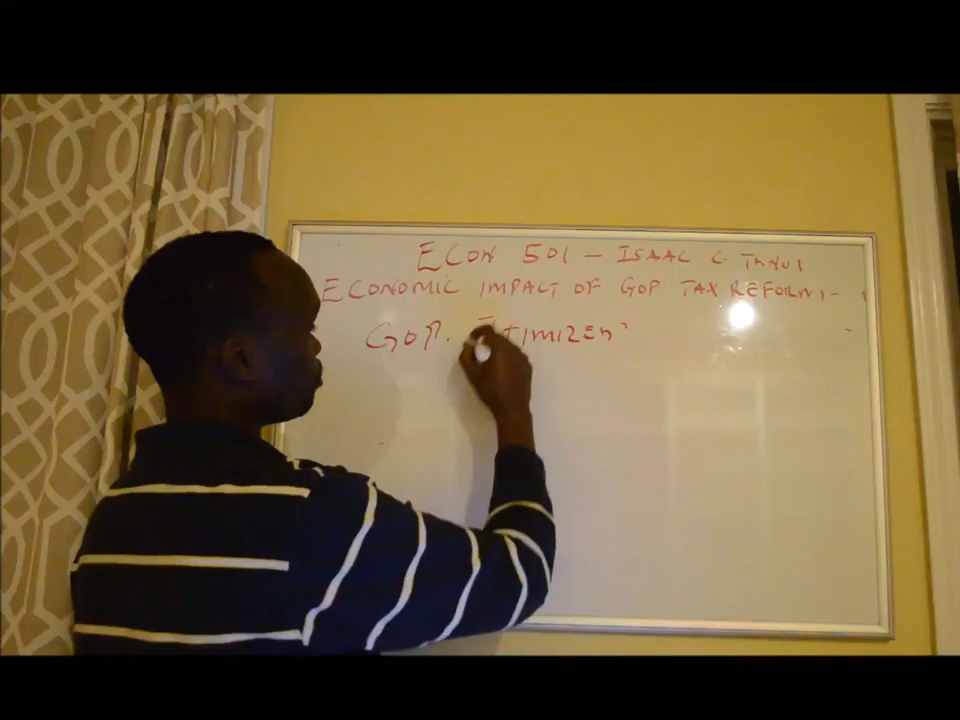 ECON 501 - ISAAC C. TANUI
ECONOMIC IMPACT OF GOP TAX REFORM:-
GOP.